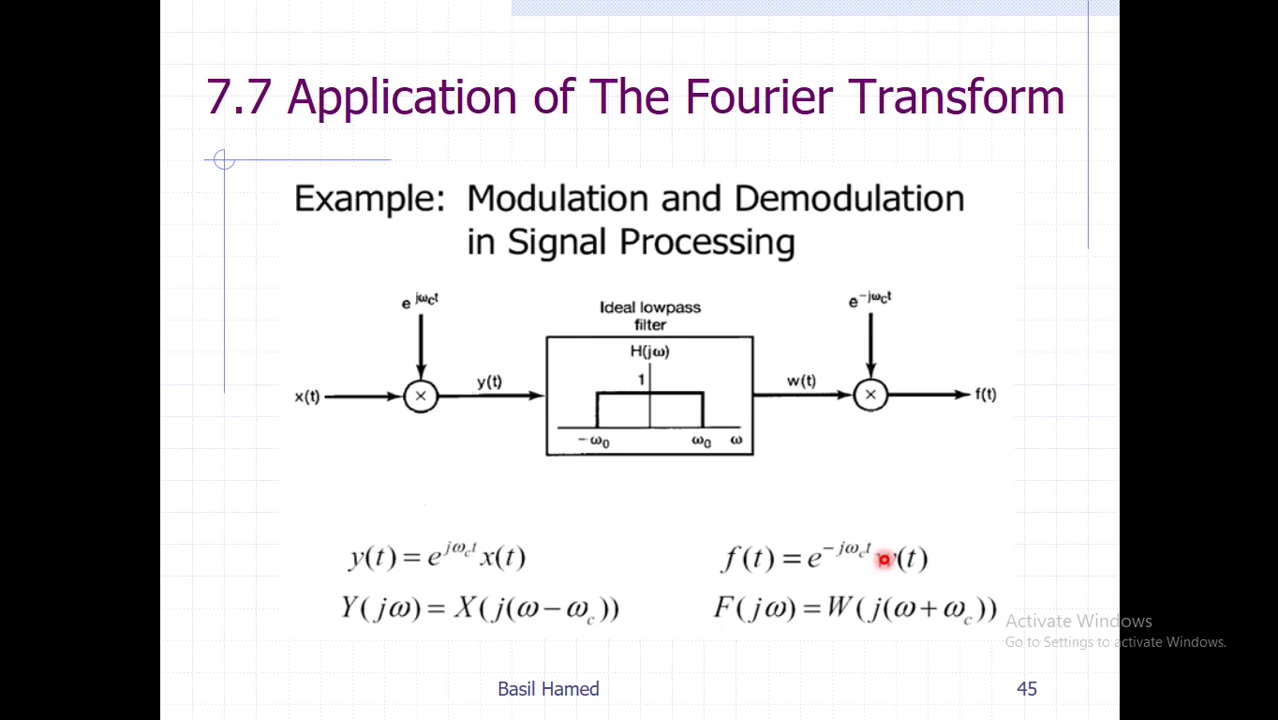 7.7 Application of The Fourier Transform
Example: Modulation and Demodulation
in Signal Processing
e^{jω_c t}
Ideal lowpass
filter
e^{-jω_c t}
H(jω)
1
x(t)
×
y(t)
w(t)
×
f(t)
-ω_0
ω_0
ω
y(t) = e^{jω_c t} x(t)
f(t) = e^{-jω_c t} (t)
Y(jω) = X(j(ω-ω_c))
F(jω) = W(j(ω+ω_c))
Activate Windows
Go to Settings to activate Windows.
Basil Hamed
45